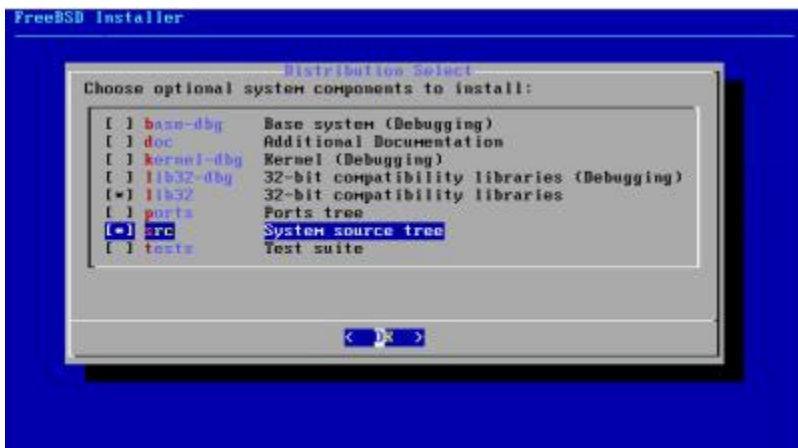 FreeBSD Installer
Distribution Select
Choose optional system components to install:
[ ] base-dbg Base system (Debugging)
[ ] doc Additional Documentation
[ ] kernel-dbg Kernel (Debugging)
[ ] lib32-dbg 32-bit compatibility libraries (Debugging)
[*] lib32 32-bit compatibility libraries
[ ] ports Ports tree
[*] src System source tree
[ ] tests Test suite
< OK >